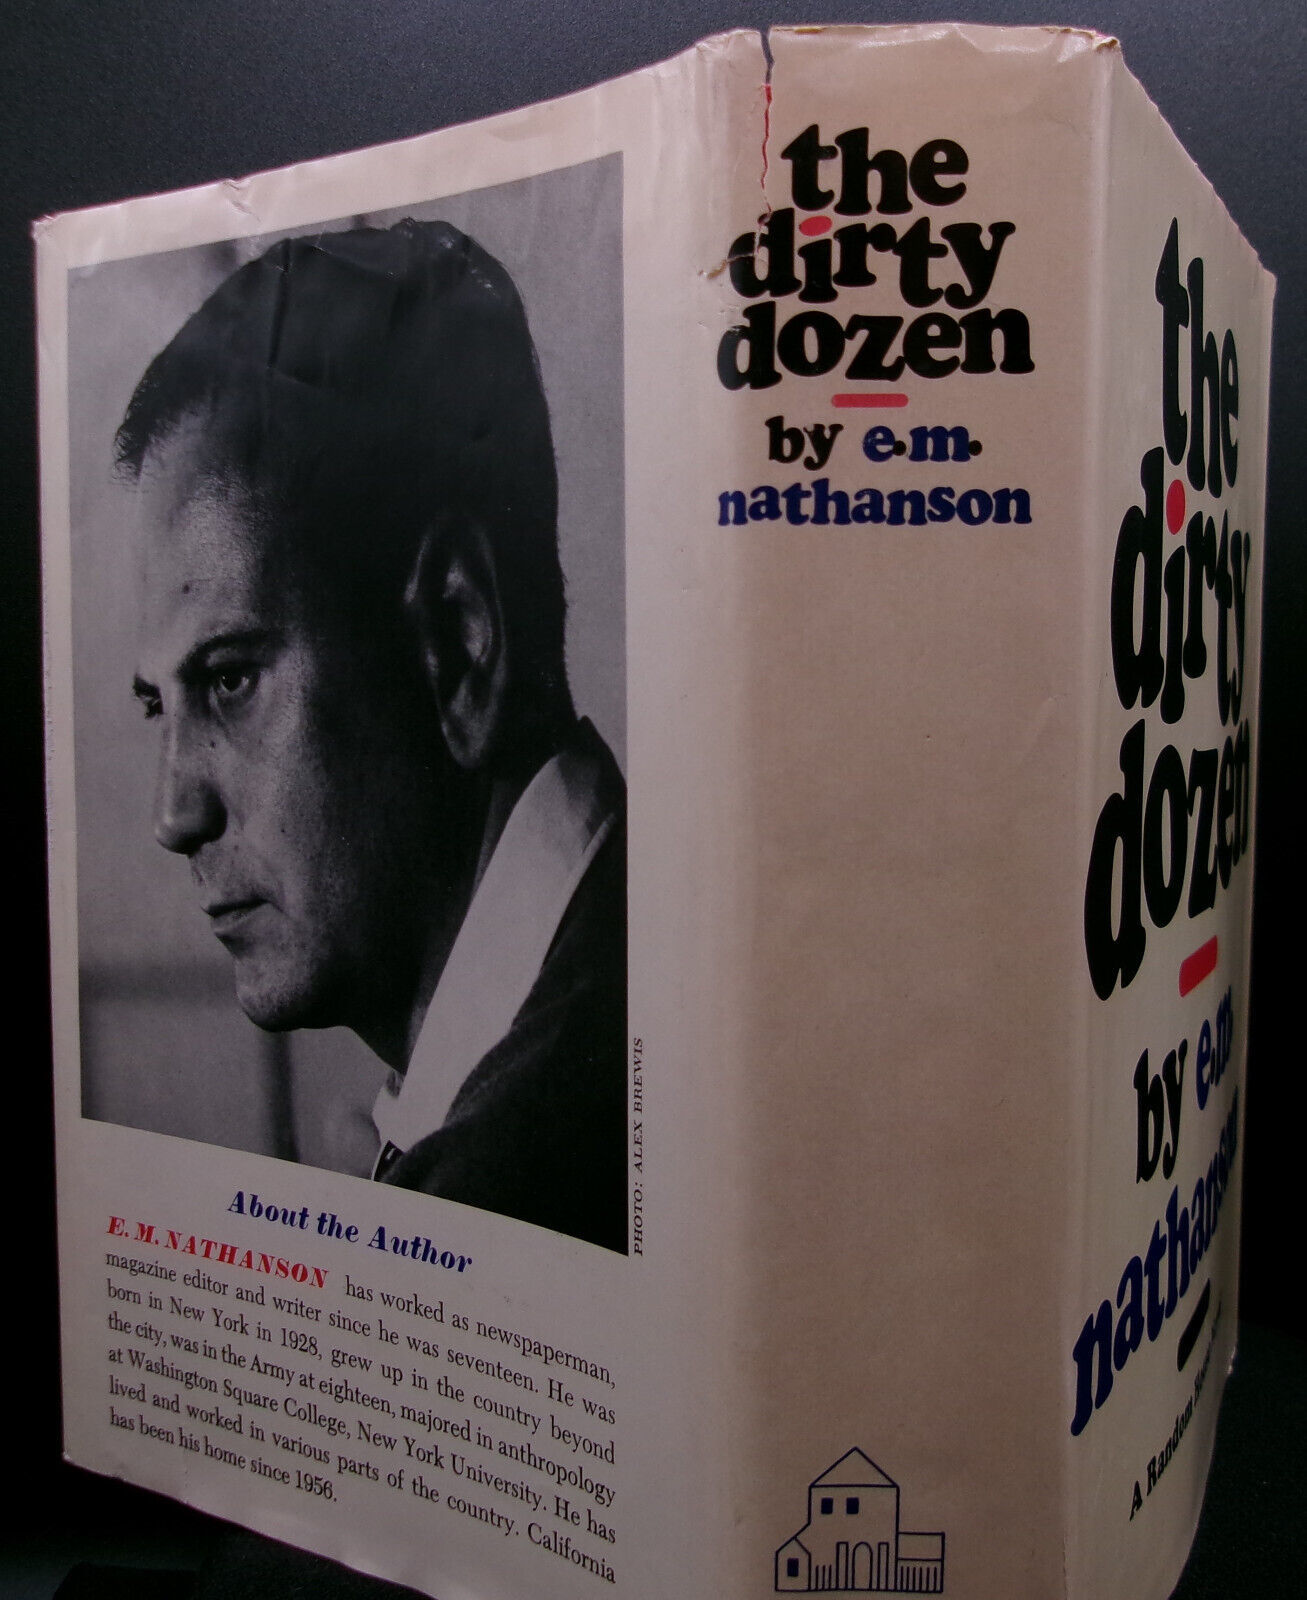 PHOTO: ALEX BREWIS
About the Author
E. M. NATHANSON has worked as newspaperman,
magazine editor and writer since he was seventeen. He was
born in New York in 1928, grew up in the country beyond
the city, was in the Army at eighteen, majored in anthropology
at Washington Square College, New York University. He has
lived and worked in various parts of the country. California
has been his home since 1956.
the
dirty
dozen
by e.m.
nathanson
the
dirty
dozen
by e.m
nathanson
A Random